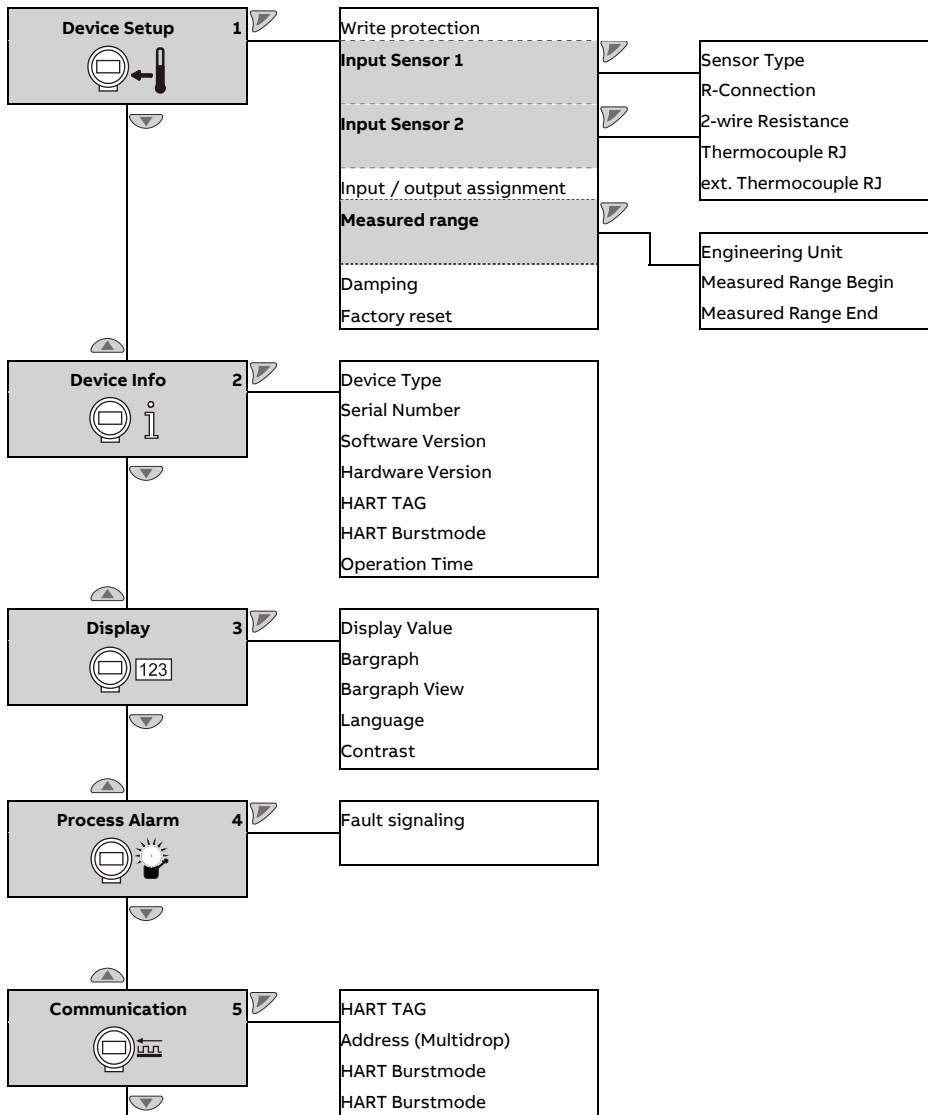 Device Setup 1
Write protection
Input Sensor 1
Input Sensor 2
Input / output assignment
Measured range
Damping
Factory reset
Sensor Type
R-Connection
2-wire Resistance
Thermocouple RJ
ext. Thermocouple RJ
Engineering Unit
Measured Range Begin
Measured Range End
Device Info 2
Device Type
Serial Number
Software Version
Hardware Version
HART TAG
HART Burstmode
Operation Time
Display 3
123
Display Value
Bargraph
Bargraph View
Language
Contrast
Process Alarm 4
Fault signaling
Communication 5
HART TAG
Address (Multidrop)
HART Burstmode
HART Burstmode